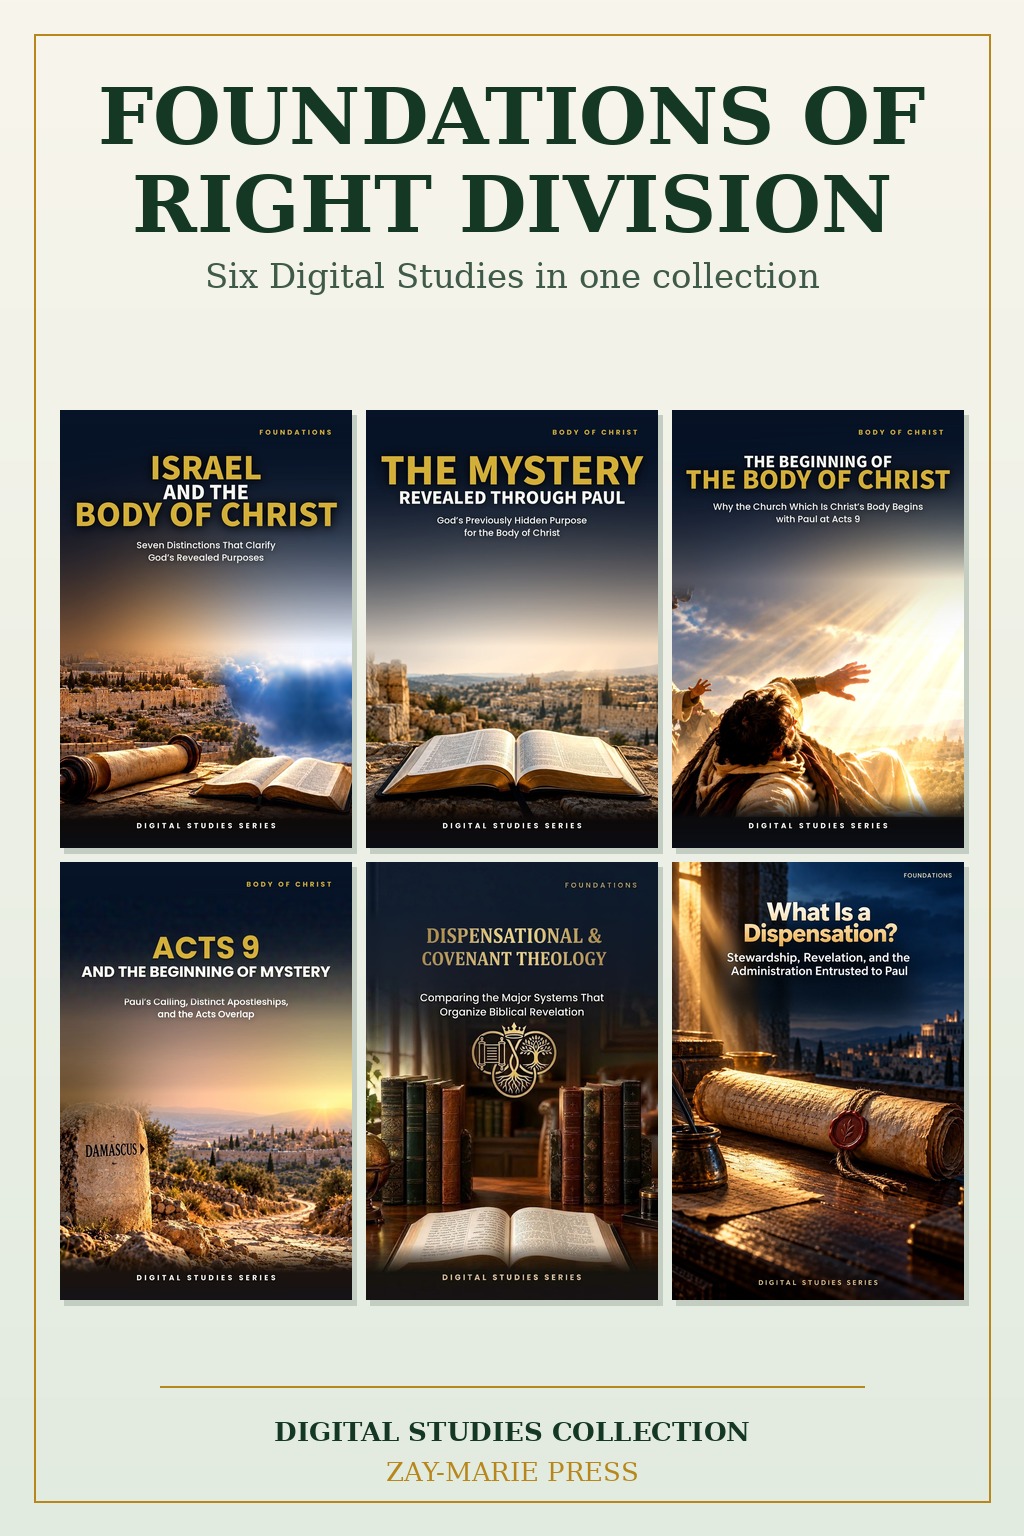 FOUNDATIONS OF
RIGHT DIVISION
Six Digital Studies in one collection
FOUNDATIONS
ISRAEL
AND THE
BODY OF CHRIST
Seven Distinctions That Clarify
God's Revealed Purposes
DIGITAL STUDIES SERIES
BODY OF CHRIST
THE MYSTERY
REVEALED THROUGH PAUL
God's Previously Hidden Purpose
for the Body of Christ
DIGITAL STUDIES SERIES
BODY OF CHRIST
THE BEGINNING OF
THE BODY OF CHRIST
Why the Church Which Is Christ's Body Begins
with Paul at Acts 9
DIGITAL STUDIES SERIES
BODY OF CHRIST
ACTS 9
AND THE BEGINNING OF MYSTERY
Paul's Calling, Distinct Apostleships,
and the Acts Overlap
DAMASCUS
DIGITAL STUDIES SERIES
FOUNDATIONS
DISPENSATIONAL &
COVENANT THEOLOGY
Comparing the Major Systems That
Organize Biblical Revelation
DIGITAL STUDIES SERIES
FOUNDATIONS
What Is a
Dispensation?
Stewardship, Revelation, and the
Administration Entrusted to Paul
DIGITAL STUDIES SERIES
DIGITAL STUDIES COLLECTION
ZAY-MARIE PRESS